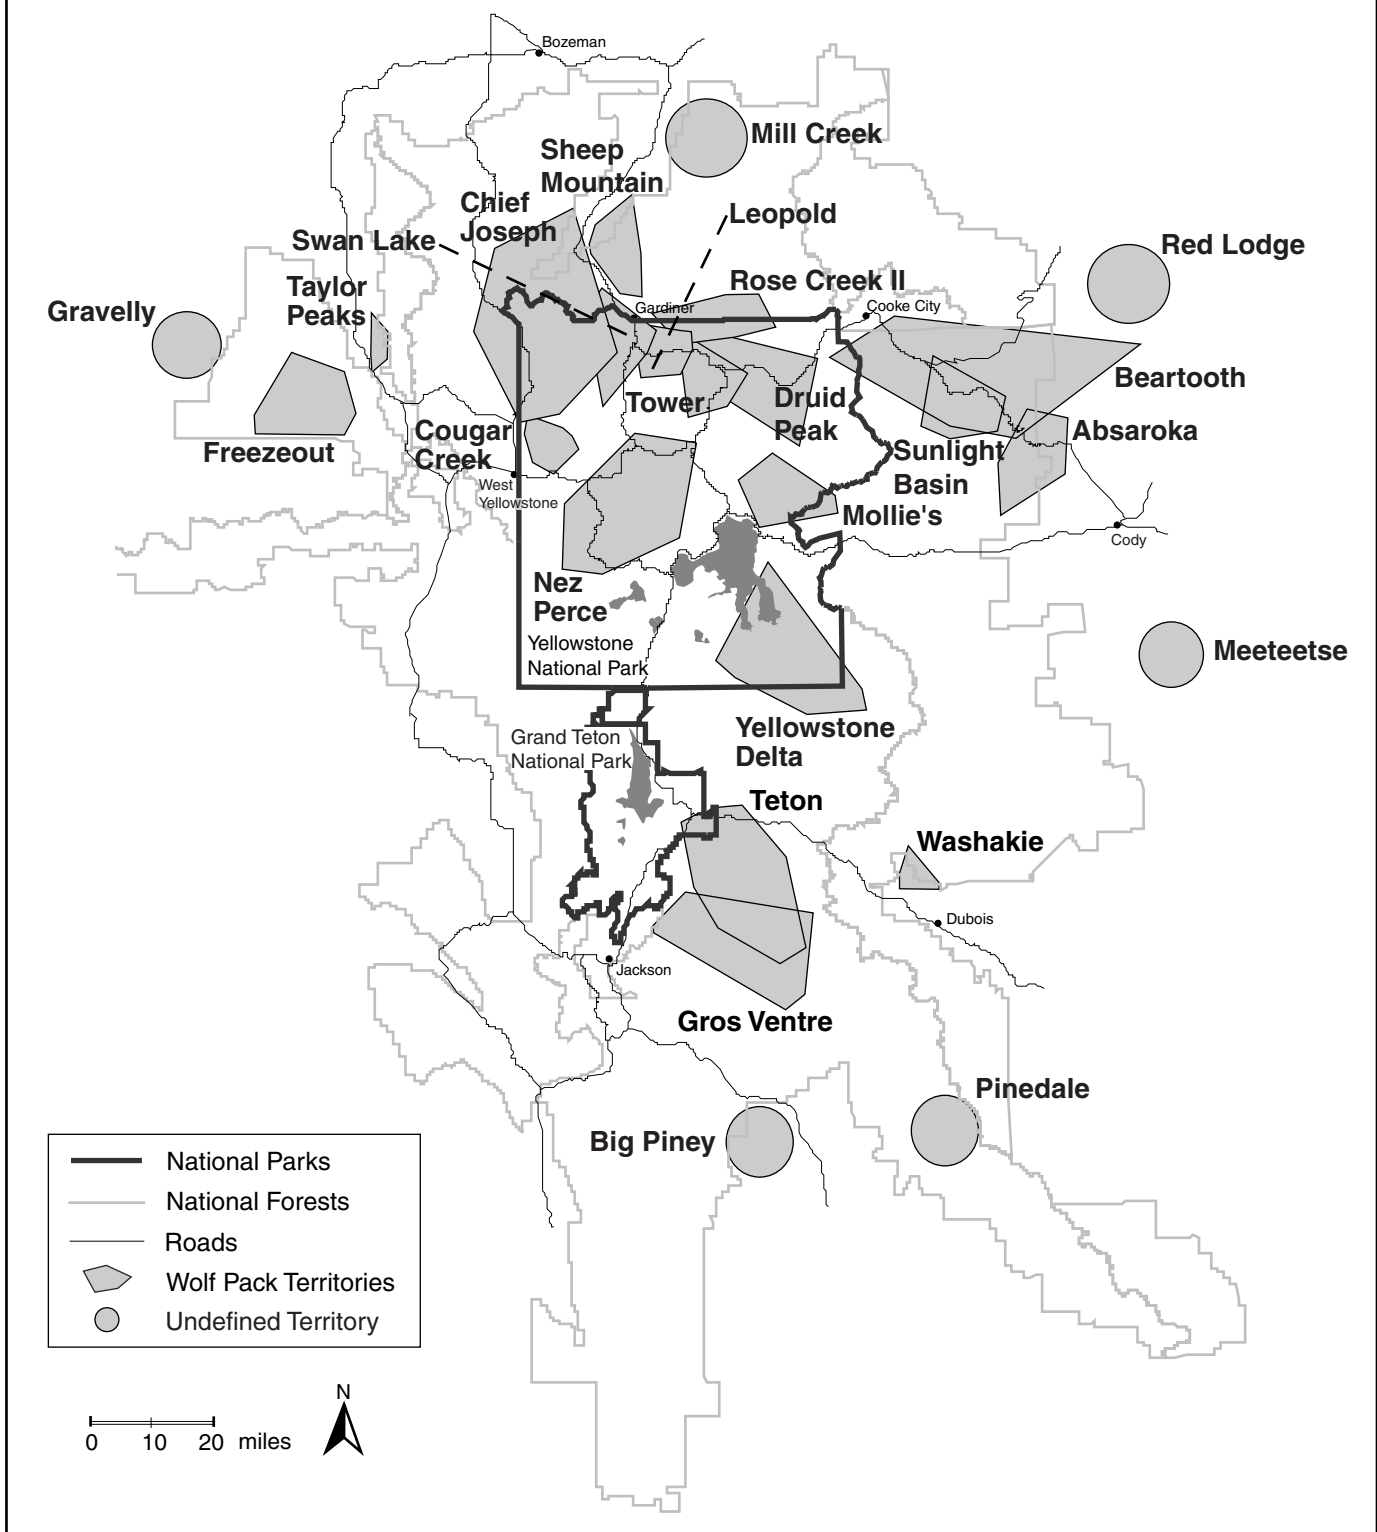 Bozeman
Mill Creek
Sheep
Mountain
Chief
Joseph
Leopold
Swan Lake
Red Lodge
Rose Creek II
Taylor
Peaks
Gravelly
Gardiner
Cooke City
Beartooth
Tower
Druid
Peak
Cougar
Creek
Absaroka
Freezeout
Sunlight
Basin
West
Yellowstone
Mollie's
Cody
Nez
Perce
Yellowstone
National Park
Meeteetse
Yellowstone
Delta
Grand Teton
National Park
Teton
Washakie
Dubois
Jackson
Gros Ventre
Pinedale
Big Piney
National Parks
National Forests
Roads
Wolf Pack Territories
Undefined Territory
N
0 10 20 miles